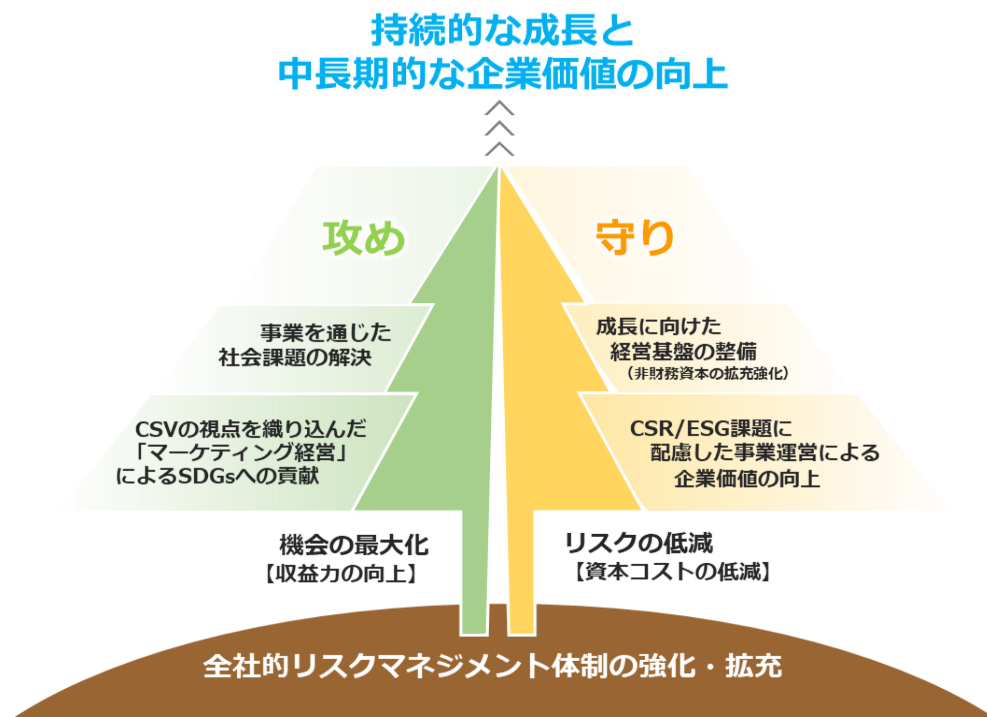 持続的な成長と
中長期的な企業価値の向上
攻め
守り
事業を通じた
社会課題の解決
成長に向けた
経営基盤の整備
（非財務資本の拡充強化）
CSVの視点を織り込んだ
「マーケティング経営」
によるSDGsへの貢献
CSR/ESG課題に
配慮した事業運営による
企業価値の向上
機会の最大化
【収益力の向上】
リスクの低減
【資本コストの低減】
全社的リスクマネジメント体制の強化・拡充